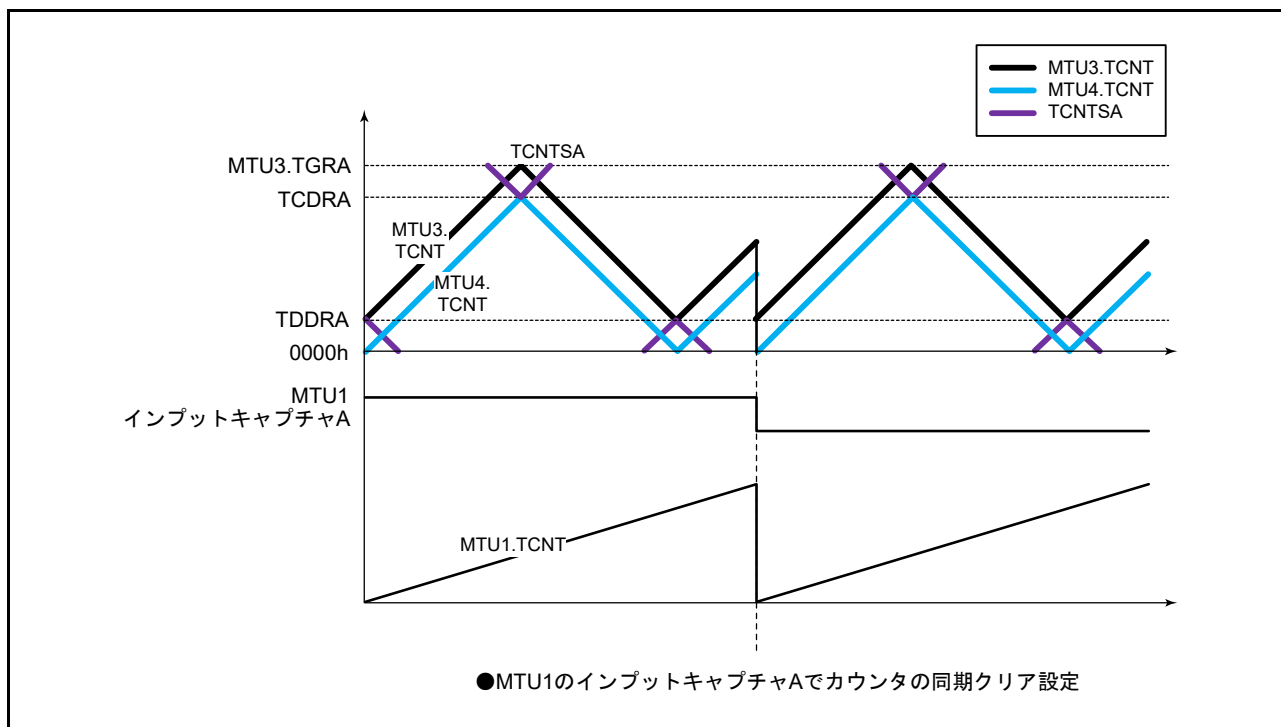 MTU3.TCNT
MTU4.TCNT
TCNTSA
MTU3.TGRA
TCNTSA
TCDRA
MTU3.
TCNT
MTU4.
TCNT
TDDRA
0000h
MTU1
インプットキャプチャA
MTU1.TCNT
●MTU1のインプットキャプチャAでカウンタの同期クリア設定